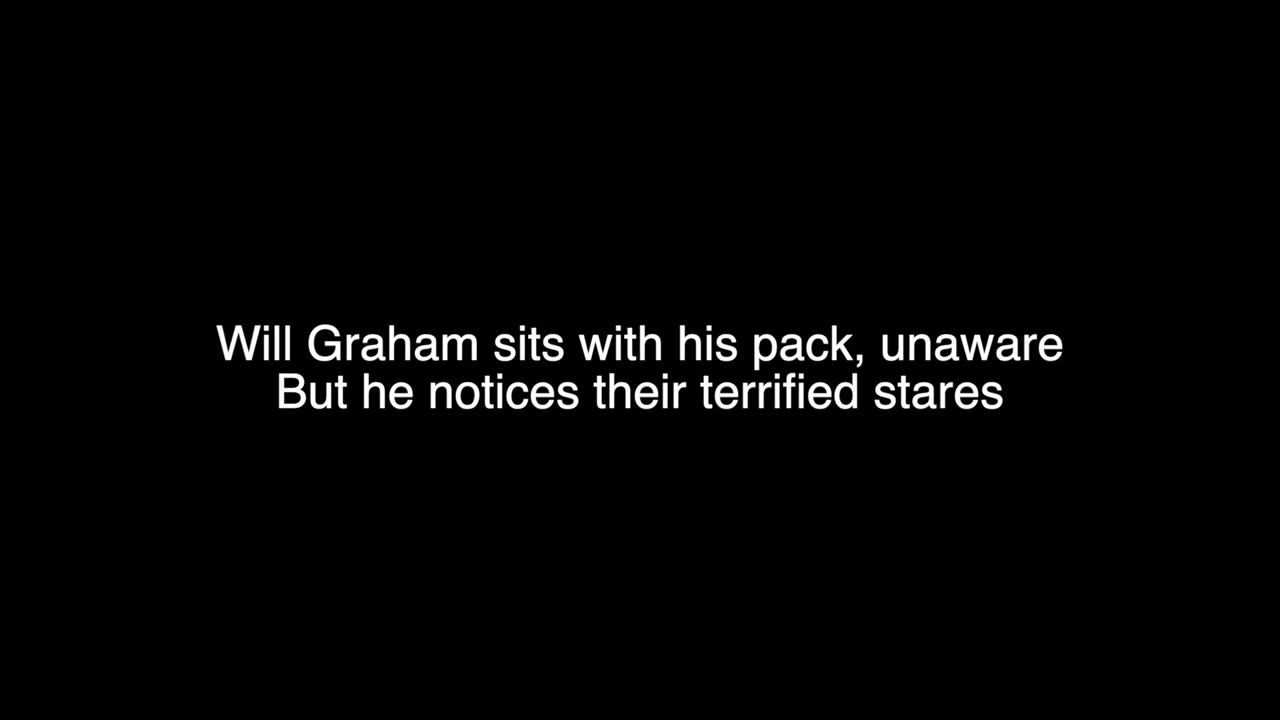 Will Graham sits with his pack, unaware
But he notices their terrified stares